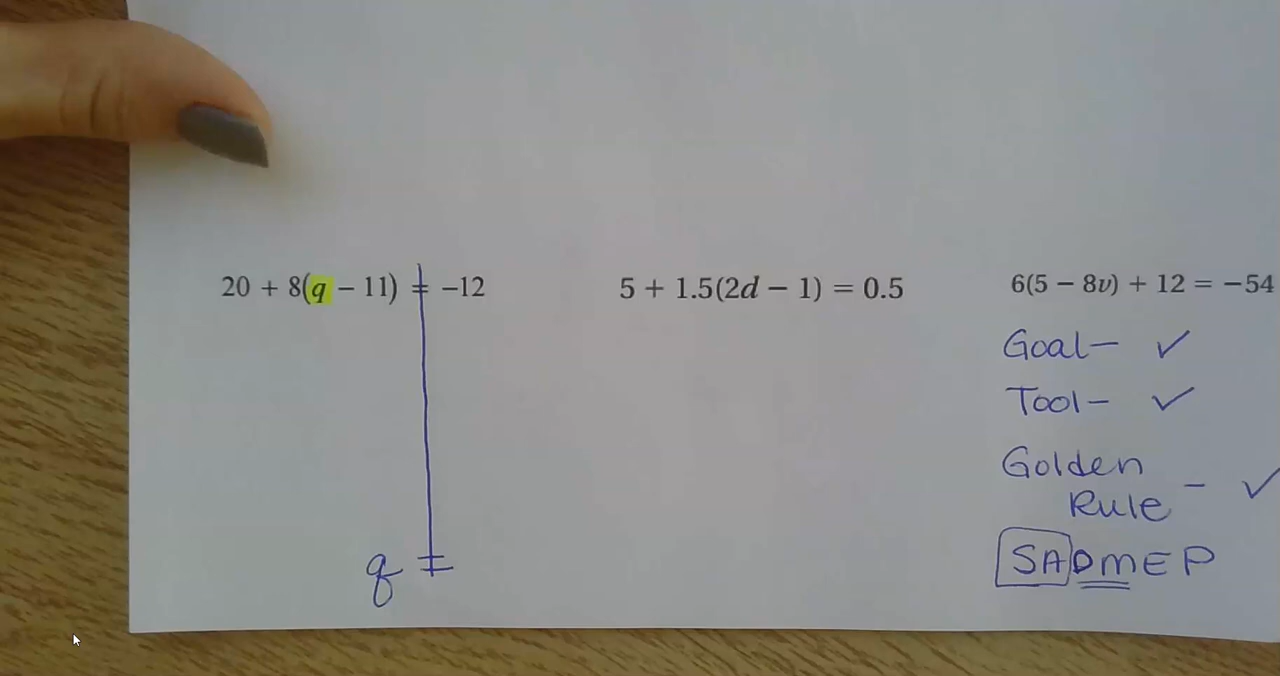 20 + 8(q − 11) = −12
5 + 1.5(2d − 1) = 0.5
6(5 − 8v) + 12 = −54
Goal– ✓
Tool– ✓
Golden
Rule – ✓
SADMEP
q =